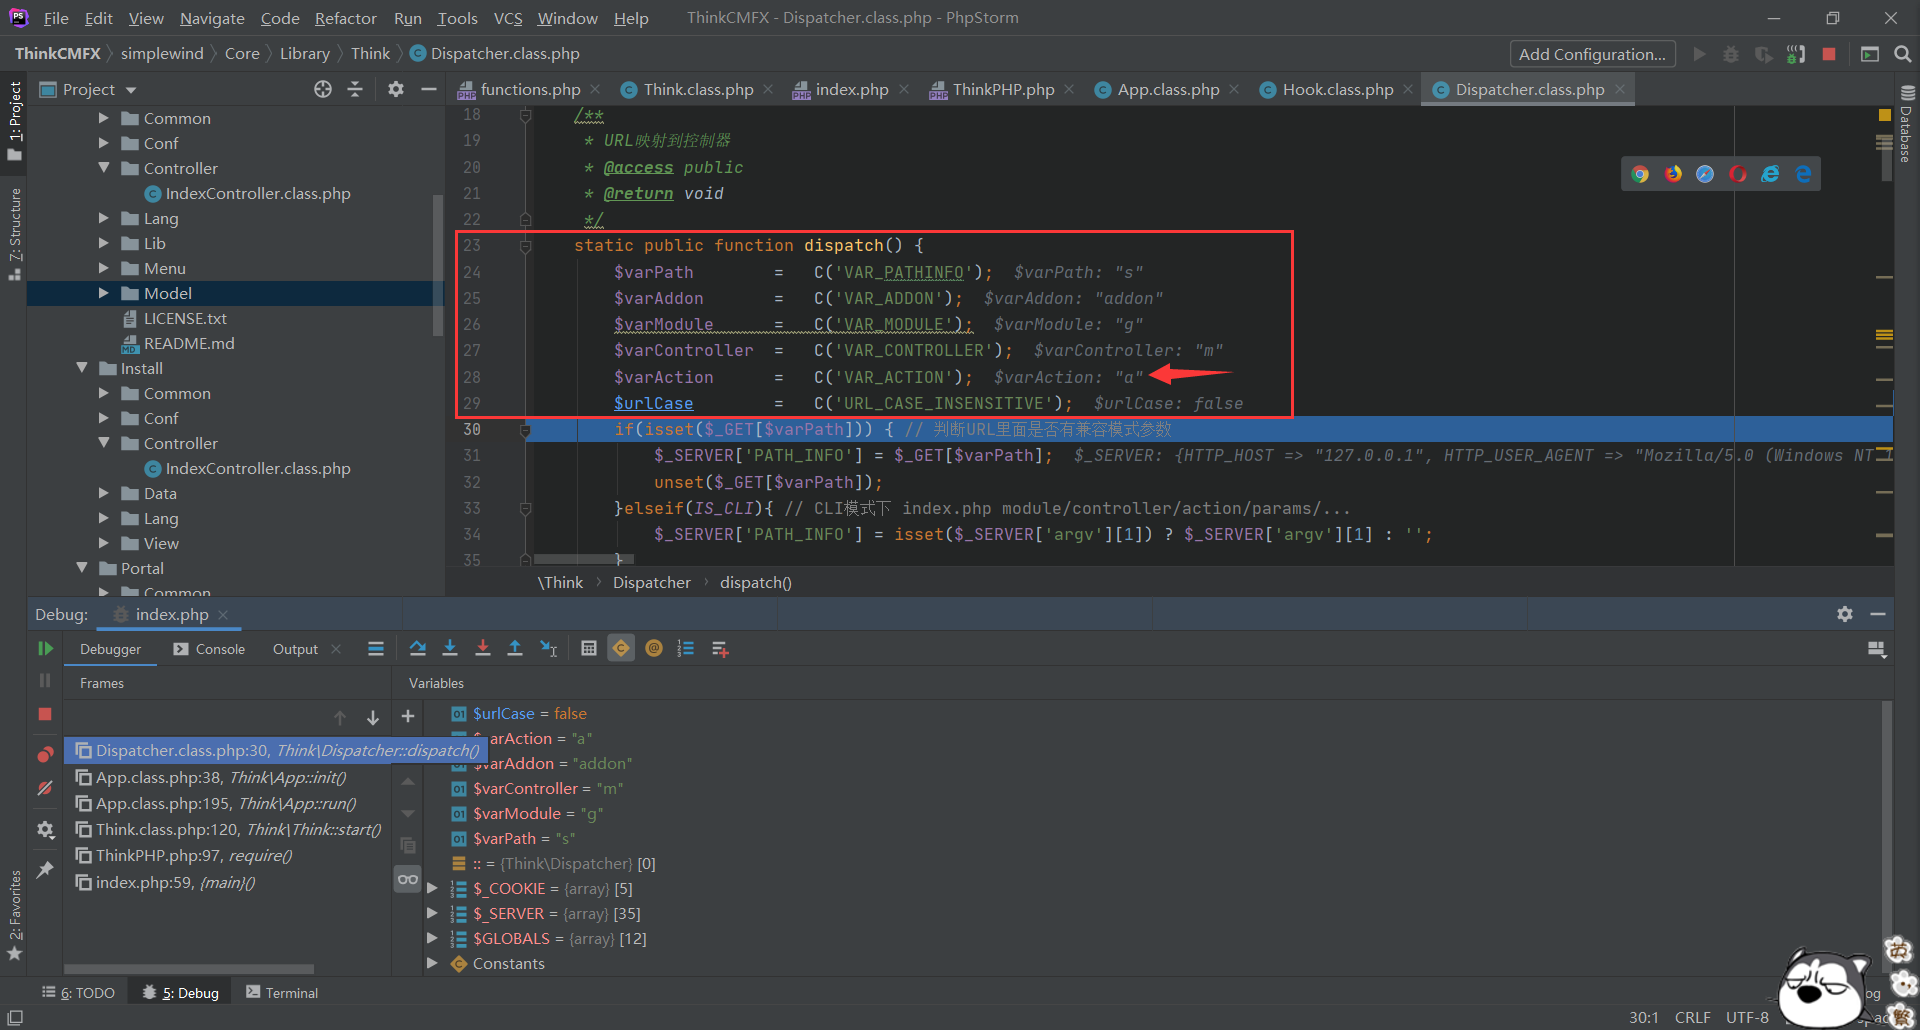 PS File Edit View Navigate Code Refactor Run Tools VCS Window Help ThinkCMFX - Dispatcher.class.php - PhpStorm
ThinkCMFX simplewind Core Library Think Dispatcher.class.php Add Configuration...
1: Project
7: Structure
2: Favorites
Database
Project
Common
Conf
Controller
IndexController.class.php
Lang
Lib
Menu
Model
LICENSE.txt
README.md
Install
Common
Conf
Controller
IndexController.class.php
Data
Lang
View
Portal
Common
functions.php Think.class.php index.php ThinkPHP.php App.class.php Hook.class.php Dispatcher.class.php
18 /**
19 * URL映射到控制器
20 * @access public
21 * @return void
22 */
23 static public function dispatch() {
24 $varPath = C('VAR_PATHINFO'); $varPath: "s"
25 $varAddon = C('VAR_ADDON'); $varAddon: "addon"
26 $varModule = C('VAR_MODULE'); $varModule: "g"
27 $varController = C('VAR_CONTROLLER'); $varController: "m"
28 $varAction = C('VAR_ACTION'); $varAction: "a"
29 $urlCase = C('URL_CASE_INSENSITIVE'); $urlCase: false
30 if(isset($_GET[$varPath])) { // 判断URL里面是否有兼容模式参数
31 $_SERVER['PATH_INFO'] = $_GET[$varPath]; $_SERVER: {HTTP_HOST => "127.0.0.1", HTTP_USER_AGENT => "Mozilla/5.0 (Windows NT 1
32 unset($_GET[$varPath]);
33 }elseif(IS_CLI){ // CLI模式下 index.php module/controller/action/params/...
34 $_SERVER['PATH_INFO'] = isset($_SERVER['argv'][1]) ? $_SERVER['argv'][1] : '';
35 }
\Think Dispatcher dispatch()
Debug: index.php
Debugger Console Output
Frames
Dispatcher.class.php:30, Think\Dispatcher::dispatch()
App.class.php:38, Think\App::init()
App.class.php:195, Think\App::run()
Think.class.php:120, Think\Think::start()
ThinkPHP.php:97, require()
index.php:59, {main}()
Variables
$urlCase = false
arAction = "a"
$varAddon = "addon"
$varController = "m"
$varModule = "g"
$varPath = "s"
:: = {Think\Dispatcher} [0]
$_COOKIE = {array} [5]
$_SERVER = {array} [35]
$GLOBALS = {array} [12]
Constants
6: TODO 5: Debug Terminal
30:1 CRLF UTF-8
英
繁